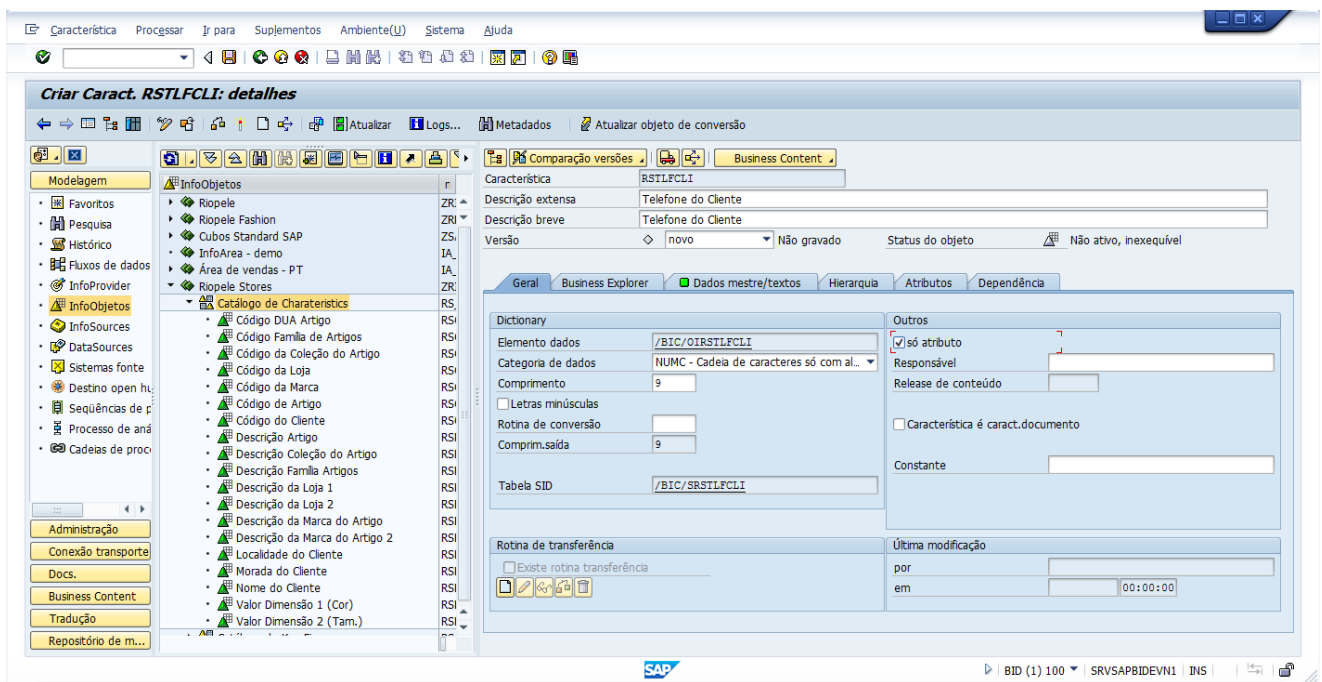 Característica Processar Ir para Suplementos Ambiente(U) Sistema Ajuda
Criar Caract. RSTLFCLI: detalhes
Atualizar Logs... Metadados Atualizar objeto de conversão
Modelagem
Favoritos
Pesquisa
Histórico
Fluxos de dados
InfoProvider
InfoObjetos
InfoSources
DataSources
Sistemas fonte
Destino open hu
Seqüências de p
Processo de aná
Cadeias de proc
Administração
Conexão transporte
Docs.
Business Content
Tradução
Repositório de m...
InfoObjetos
Riopele ZR
Riopele Fashion ZR
Cubos Standard SAP ZS
InfoArea - demo IA_
Área de vendas - PT IA_
Riopele Stores ZR
Catálogo de Charateristics RS_
Código DUA Artigo
Código Família de Artigos
Código da Coleção do Artigo
Código da Loja
Código da Marca
Código de Artigo
Código do Cliente
Descrição Artigo
Descrição Coleção do Artigo
Descrição Família Artigos
Descrição da Loja 1
Descrição da Loja 2
Descrição da Marca do Artigo
Descrição da Marca do Artigo 2
Localidade do Cliente
Morada do Cliente
Nome do Cliente
Valor Dimensão 1 (Cor)
Valor Dimensão 2 (Tam.)
Comparação versões Business Content
Característica RSTLFCLI
Descrição extensa Telefone do Cliente
Descrição breve Telefone do Cliente
Versão novo Não gravado Status do objeto Não ativo, inexequível
Geral Business Explorer Dados mestre/textos Hierarquia Atributos Dependência
Dictionary
Elemento dados /BIC/OIRSTLFCLI
Categoria de dados NUMC - Cadeia de caracteres só com al...
Comprimento 9
Letras minúsculas
Rotina de conversão
Comprim.saída 9
Tabela SID /BIC/SRSTLFCLI
Outros
só atributo
Responsável
Release de conteúdo
Característica é caract.documento
Constante
Rotina de transferência
Existe rotina transferência
Última modificação
por
em 00:00:00
SAP
BID (1) 100 SRVSAPBIDEVN1 INS